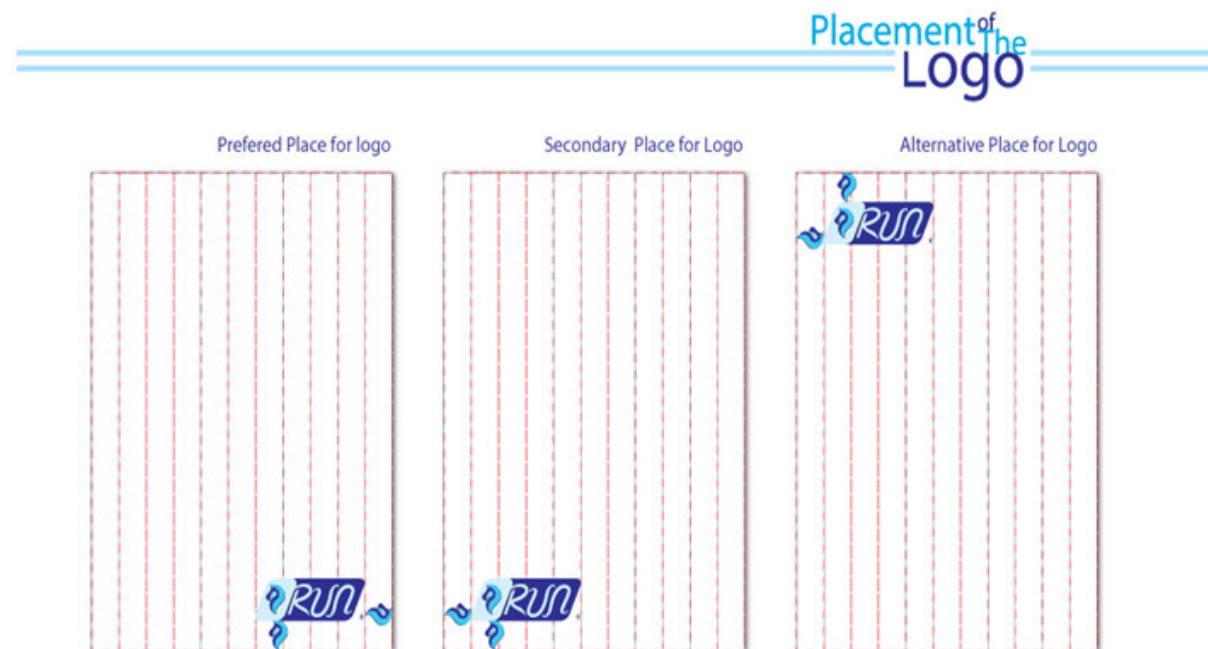 Placement of The
Logo
Prefered Place for logo
Secondary Place for Logo
Alternative Place for Logo
RUN
RUN
RUN